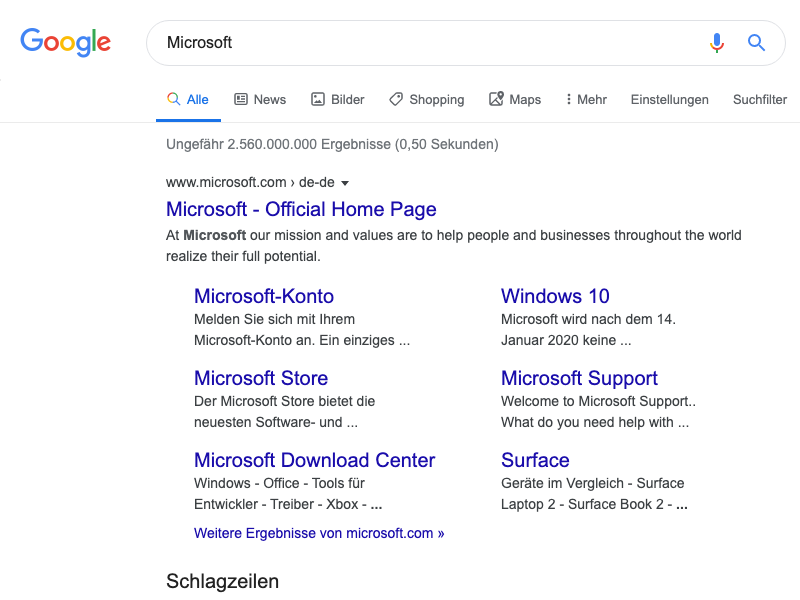 Google
Microsoft
Alle News Bilder Shopping Maps Mehr Einstellungen Suchfilter
Ungefähr 2.560.000.000 Ergebnisse (0,50 Sekunden)
www.microsoft.com › de-de
Microsoft - Official Home Page
At Microsoft our mission and values are to help people and businesses throughout the world
realize their full potential.
Microsoft-Konto
Melden Sie sich mit Ihrem
Microsoft-Konto an. Ein einziges ...
Windows 10
Microsoft wird nach dem 14.
Januar 2020 keine ...
Microsoft Store
Der Microsoft Store bietet die
neuesten Software- und ...
Microsoft Support
Welcome to Microsoft Support..
What do you need help with ...
Microsoft Download Center
Windows - Office - Tools für
Entwickler - Treiber - Xbox - ...
Surface
Geräte im Vergleich - Surface
Laptop 2 - Surface Book 2 - ...
Weitere Ergebnisse von microsoft.com »
Schlagzeilen